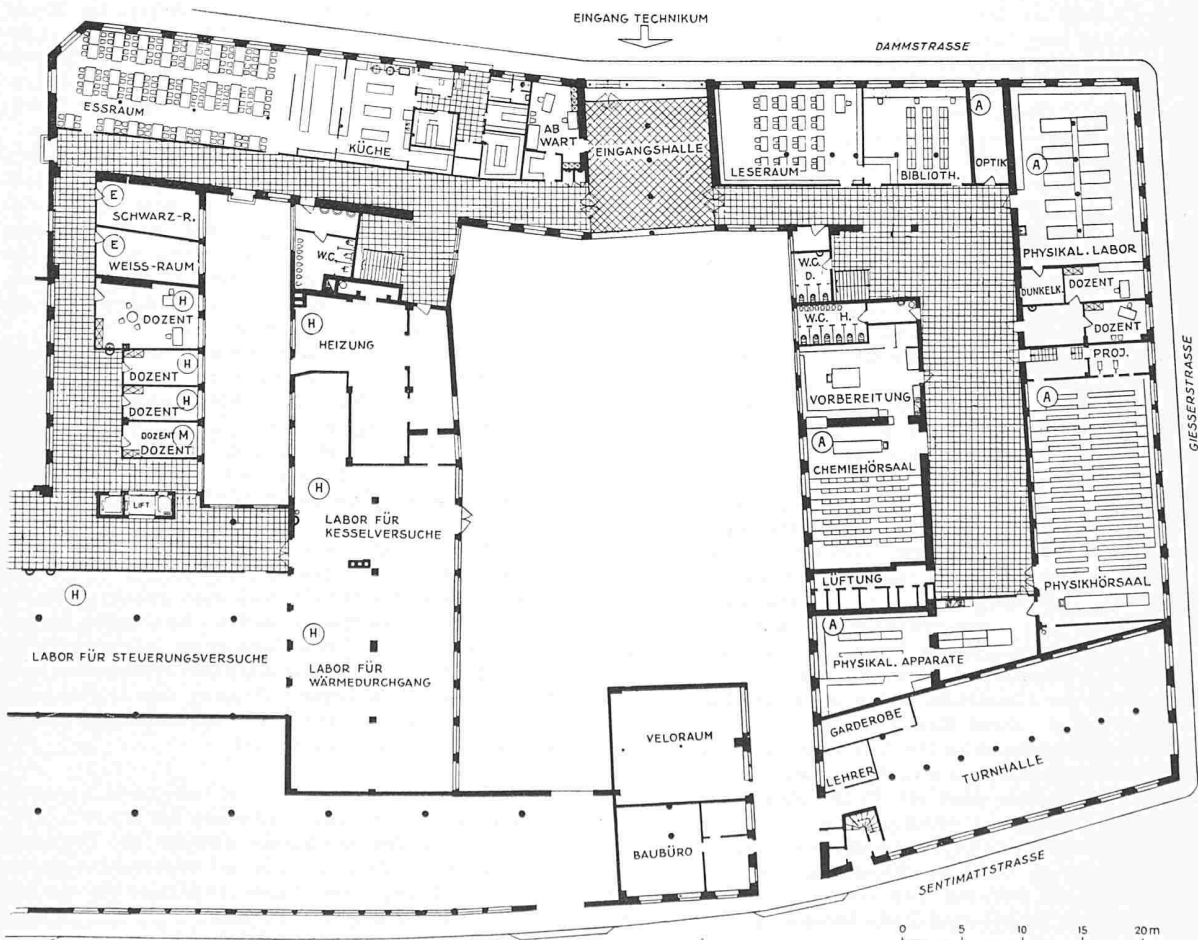 EINGANG TECHNIKUM
DAMMSTRASSE
ESSRAUM
KÜCHE
AB
WART
EINGANGSHALLE
LESERAUM
BIBLIOTH.
A
OPTIK
A
PHYSIKAL. LABOR
E
SCHWARZ-R.
E
WEISS-RAUM
W.C.
W.C.
D.
DUNKELK.
DOZENT
H
DOZENT
H
HEIZUNG
W.C. H.
DOZENT
PROJ.
GIESSERSTRASSE
H
DOZENT
H
DOZENT
DOZENT M
DOZENT
VORBEREITUNG
A
A
CHEMIEHÖRSAAL
LIFT
H
LABOR FÜR
KESSELVERSUCHE
LÜFTUNG
PHYSIKHÖRSAAL
H
LABOR FÜR STEUERUNGSVERSUCHE
H
LABOR FÜR
WÄRMEDURCHGANG
A
PHYSIKAL. APPARATE
GARDEROBE
LEHRER
TURNHALLE
VELORAUM
BAUBÜRO
SENTIMATTSTRASSE
0 5 10 15 20 m